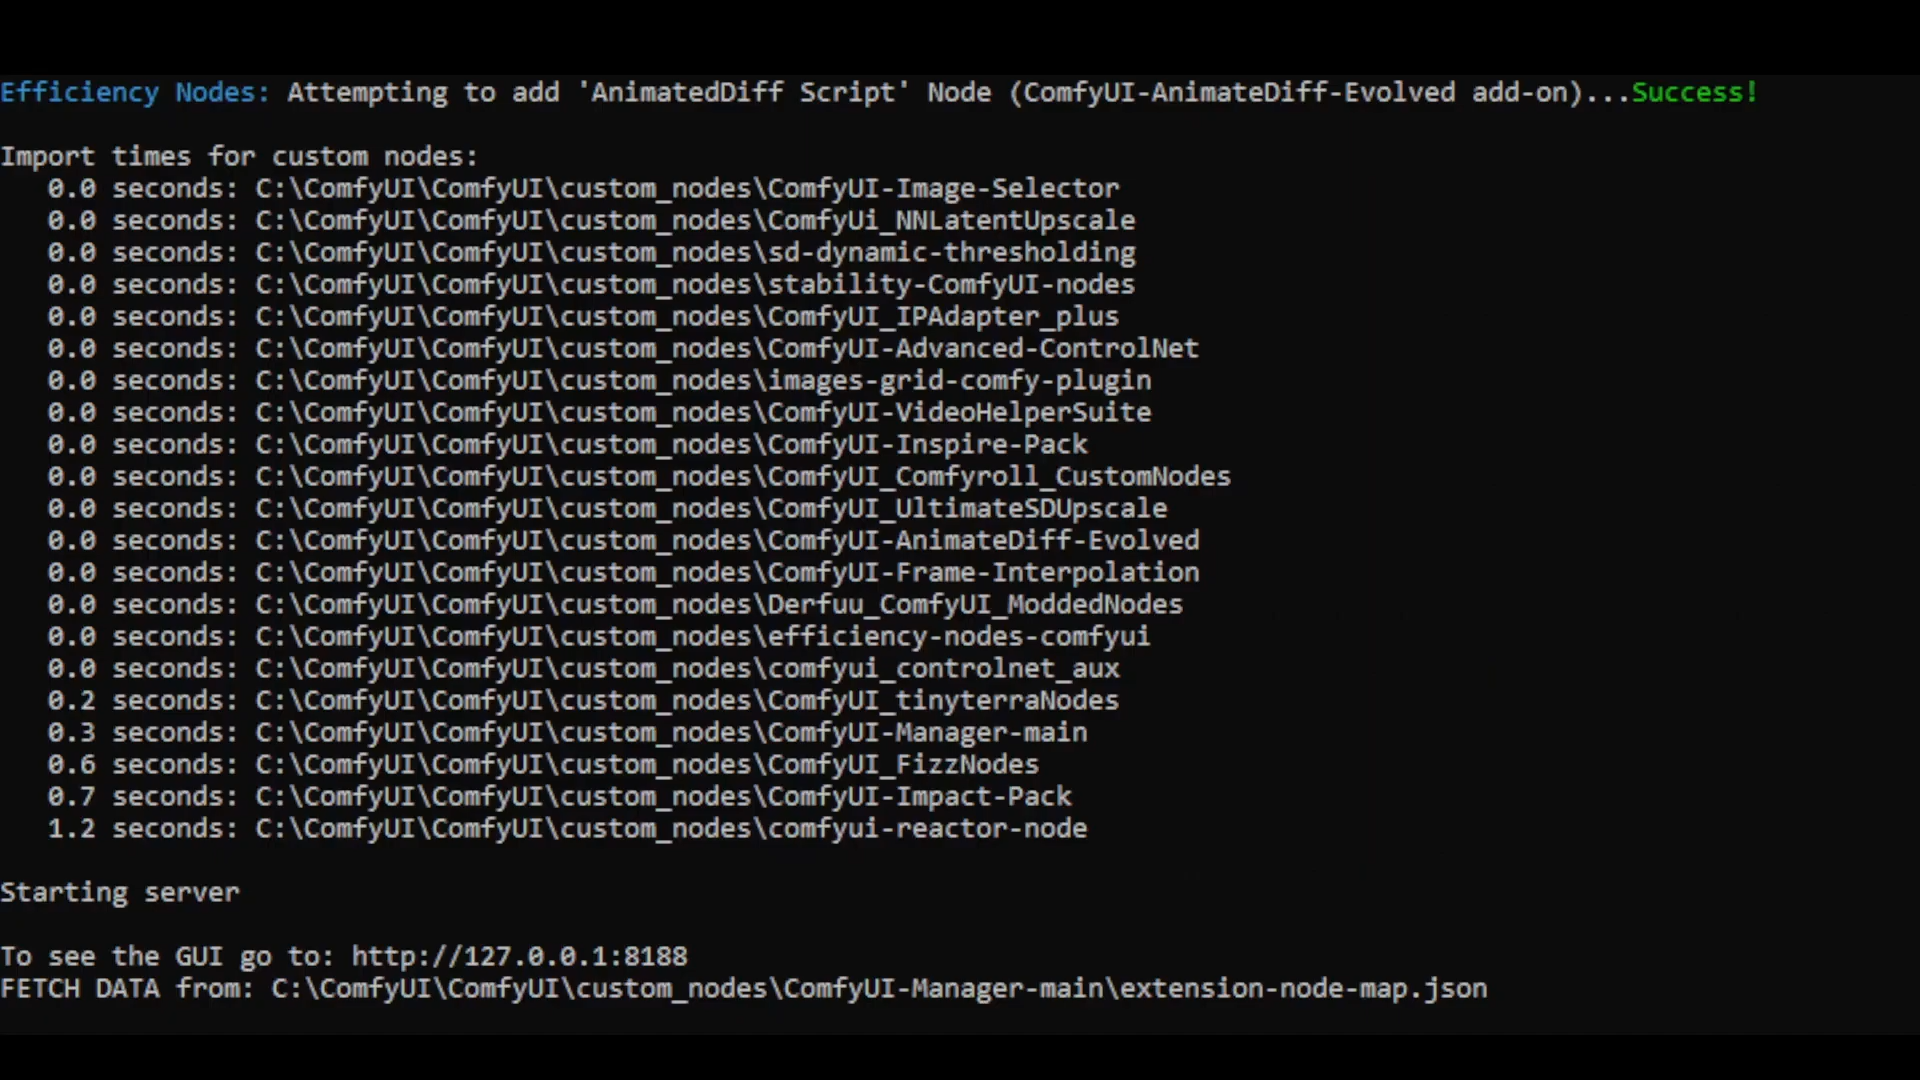 Efficiency Nodes: Attempting to add 'AnimatedDiff Script' Node (ComfyUI-AnimateDiff-Evolved add-on)...Success!
Import times for custom nodes:
0.0 seconds: C:\ComfyUI\ComfyUI\custom_nodes\ComfyUI-Image-Selector
0.0 seconds: C:\ComfyUI\ComfyUI\custom_nodes\ComfyUi_NNLatentUpscale
0.0 seconds: C:\ComfyUI\ComfyUI\custom_nodes\sd-dynamic-thresholding
0.0 seconds: C:\ComfyUI\ComfyUI\custom_nodes\stability-ComfyUI-nodes
0.0 seconds: C:\ComfyUI\ComfyUI\custom_nodes\ComfyUI_IPAdapter_plus
0.0 seconds: C:\ComfyUI\ComfyUI\custom_nodes\ComfyUI-Advanced-ControlNet
0.0 seconds: C:\ComfyUI\ComfyUI\custom_nodes\images-grid-comfy-plugin
0.0 seconds: C:\ComfyUI\ComfyUI\custom_nodes\ComfyUI-VideoHelperSuite
0.0 seconds: C:\ComfyUI\ComfyUI\custom_nodes\ComfyUI-Inspire-Pack
0.0 seconds: C:\ComfyUI\ComfyUI\custom_nodes\ComfyUI_Comfyroll_CustomNodes
0.0 seconds: C:\ComfyUI\ComfyUI\custom_nodes\ComfyUI_UltimateSDUpscale
0.0 seconds: C:\ComfyUI\ComfyUI\custom_nodes\ComfyUI-AnimateDiff-Evolved
0.0 seconds: C:\ComfyUI\ComfyUI\custom_nodes\ComfyUI-Frame-Interpolation
0.0 seconds: C:\ComfyUI\ComfyUI\custom_nodes\Derfuu_ComfyUI_ModdedNodes
0.0 seconds: C:\ComfyUI\ComfyUI\custom_nodes\efficiency-nodes-comfyui
0.0 seconds: C:\ComfyUI\ComfyUI\custom_nodes\comfyui_controlnet_aux
0.2 seconds: C:\ComfyUI\ComfyUI\custom_nodes\ComfyUI_tinyterraNodes
0.3 seconds: C:\ComfyUI\ComfyUI\custom_nodes\ComfyUI-Manager-main
0.6 seconds: C:\ComfyUI\ComfyUI\custom_nodes\ComfyUI_FizzNodes
0.7 seconds: C:\ComfyUI\ComfyUI\custom_nodes\ComfyUI-Impact-Pack
1.2 seconds: C:\ComfyUI\ComfyUI\custom_nodes\comfyui-reactor-node
Starting server
To see the GUI go to: http://127.0.0.1:8188
FETCH DATA from: C:\ComfyUI\ComfyUI\custom_nodes\ComfyUI-Manager-main\extension-node-map.json